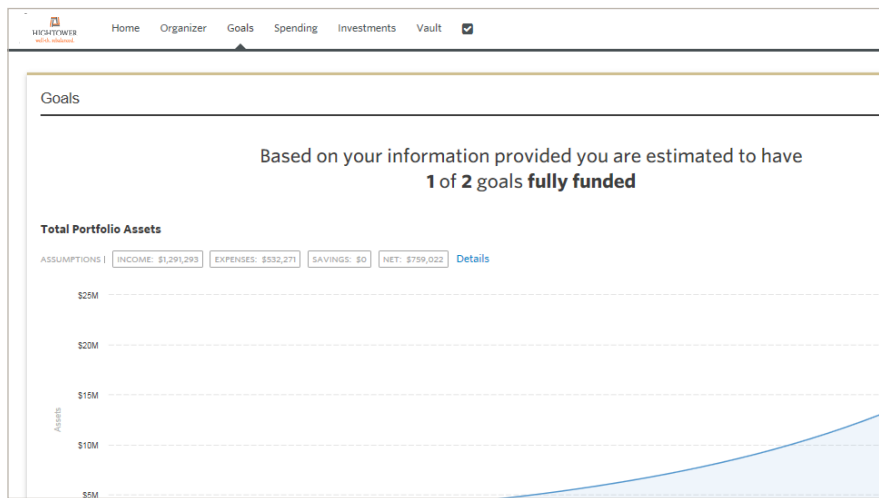 HIGHTOWER
Home Organizer Goals Spending Investments Vault
Goals
Based on your information provided you are estimated to have
1 of 2 goals fully funded
Total Portfolio Assets
ASSUMPTIONS | INCOME: $1,291,293 EXPENSES: $532,271 SAVINGS: $0 NET: $759,022 Details
$25M
$20M
$15M
Assets
$10M
$5M